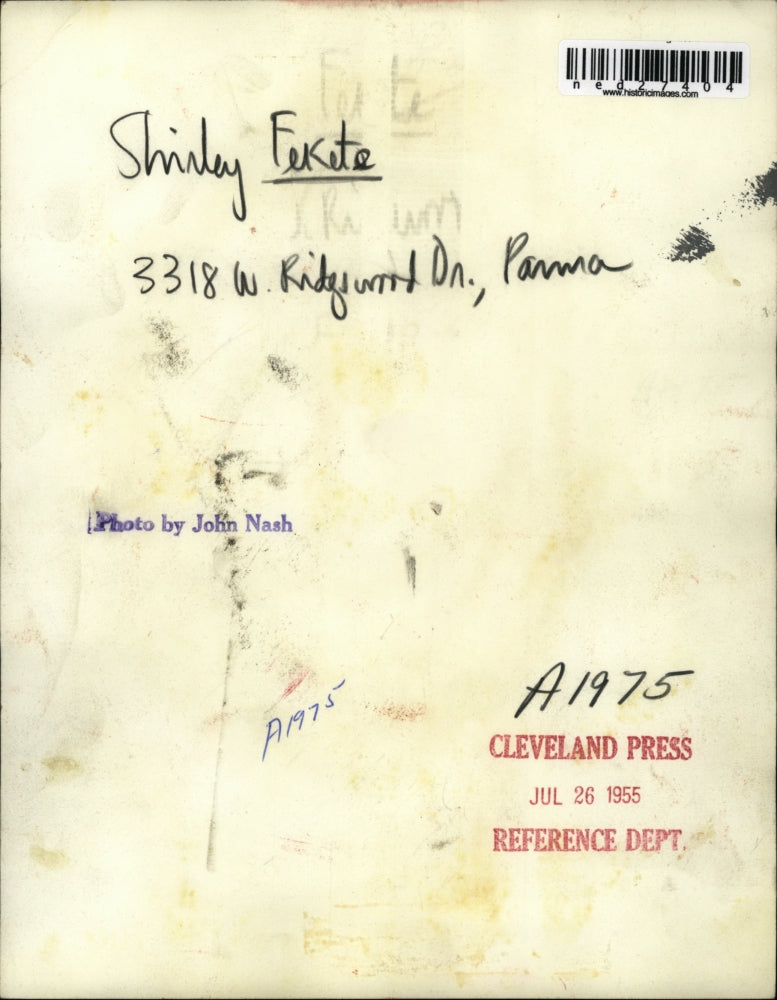 ned27404
www.historicimages.com
Shirley Fekete
3318 W. Ridgewood Dr., Parma
Photo by John Nash
A1975
A1975
CLEVELAND PRESS
JUL 26 1955
REFERENCE DEPT.